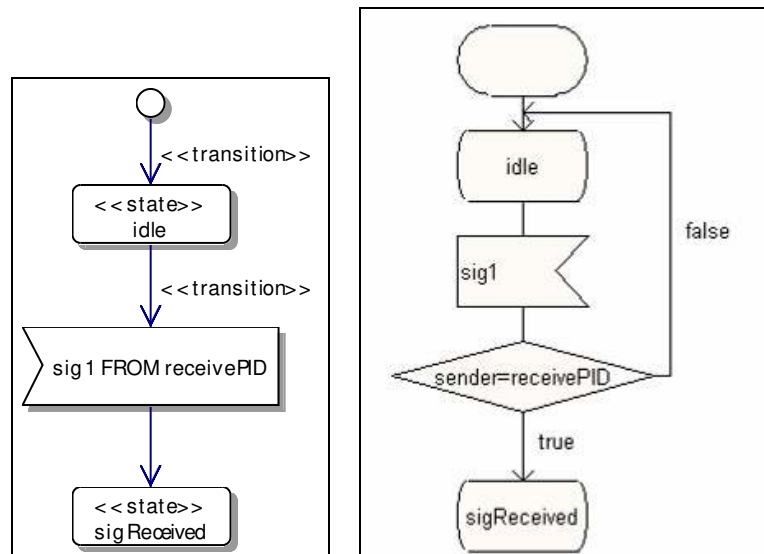 <<transition>>
<<state>>
idle
<<transition>>
sig1 FROM receivePID
<<state>>
sigReceived
idle
false
sig1
sender=receivePID
true
sigReceived